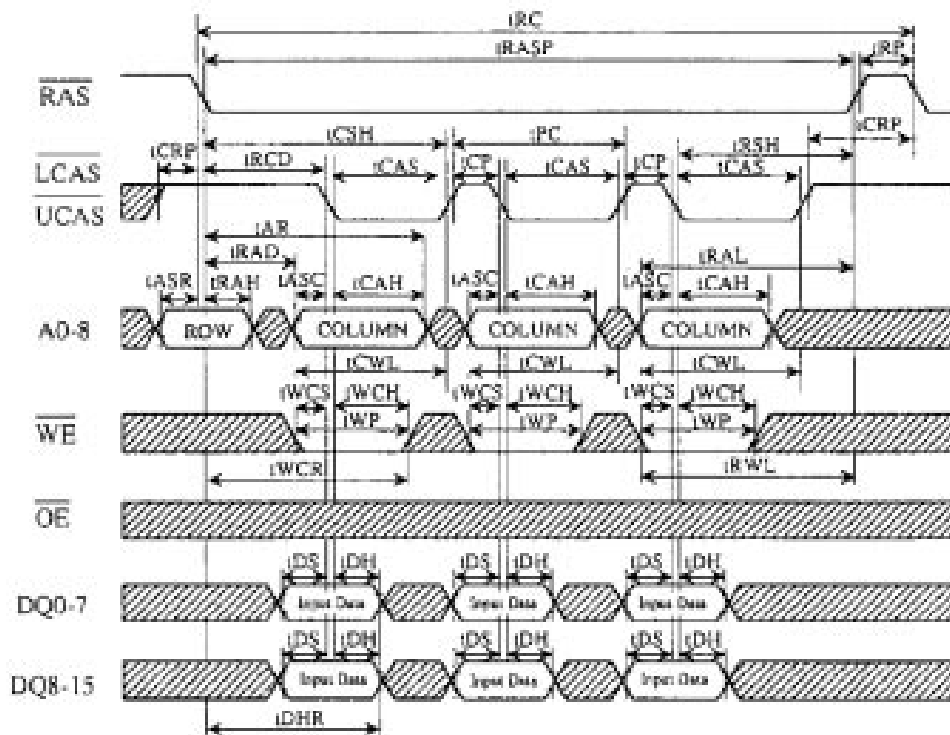 tRC
tRASP tRP
RAS
tCSH tPC tCRP
tCRP tRCD tRSH
LCAS tCAS tCP tCAS tCP tCAS
UCAS
tAR
tRAD tRAL
tASR tRAH tASC tCAH tASC tCAH tASC tCAH
A0-8 ROW COLUMN COLUMN COLUMN
tCWL tCWL tCWL
tWCS tWCH tWCS tWCH tWCS tWCH
WE tWP tWP tWP
tWCR tRWL
OE
tDS tDH tDS tDH tDS tDH
DQ0-7 Input Data Input Data Input Data
tDS tDH tDS tDH tDS tDH
DQ8-15 Input Data Input Data Input Data
tDHR